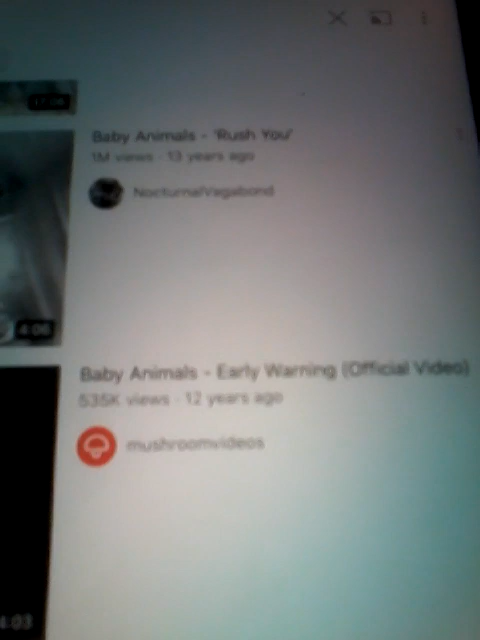 Baby Animals - 'Rush You'
1M views · 13 years ago
NocturnalVagabond
4:06
Baby Animals - Early Warning (Official Video)
535K views · 12 years ago
mushroomvideos
4:03